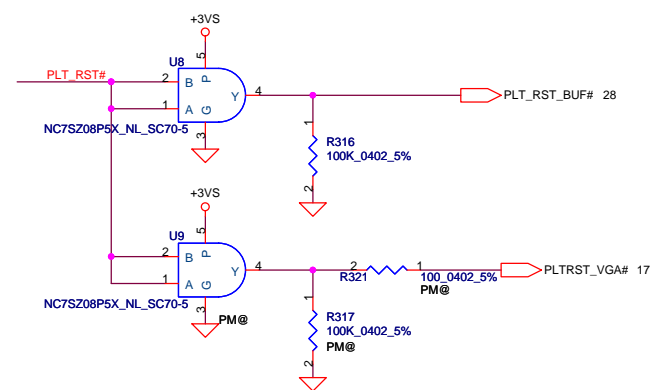 +3VS
U8
5
PLT_RST#
2
B
P
Y
4
PLT_RST_BUF# 28
1
A
G
3
NC7SZ08P5X_NL_SC70-5
1
R316
100K_0402_5%
2
+3VS
U9
5
2
B
P
Y
4
2
R321
1
100_0402_5%
PM@
PLTRST_VGA# 17
1
A
G
3
NC7SZ08P5X_NL_SC70-5
PM@
1
R317
100K_0402_5%
PM@
2